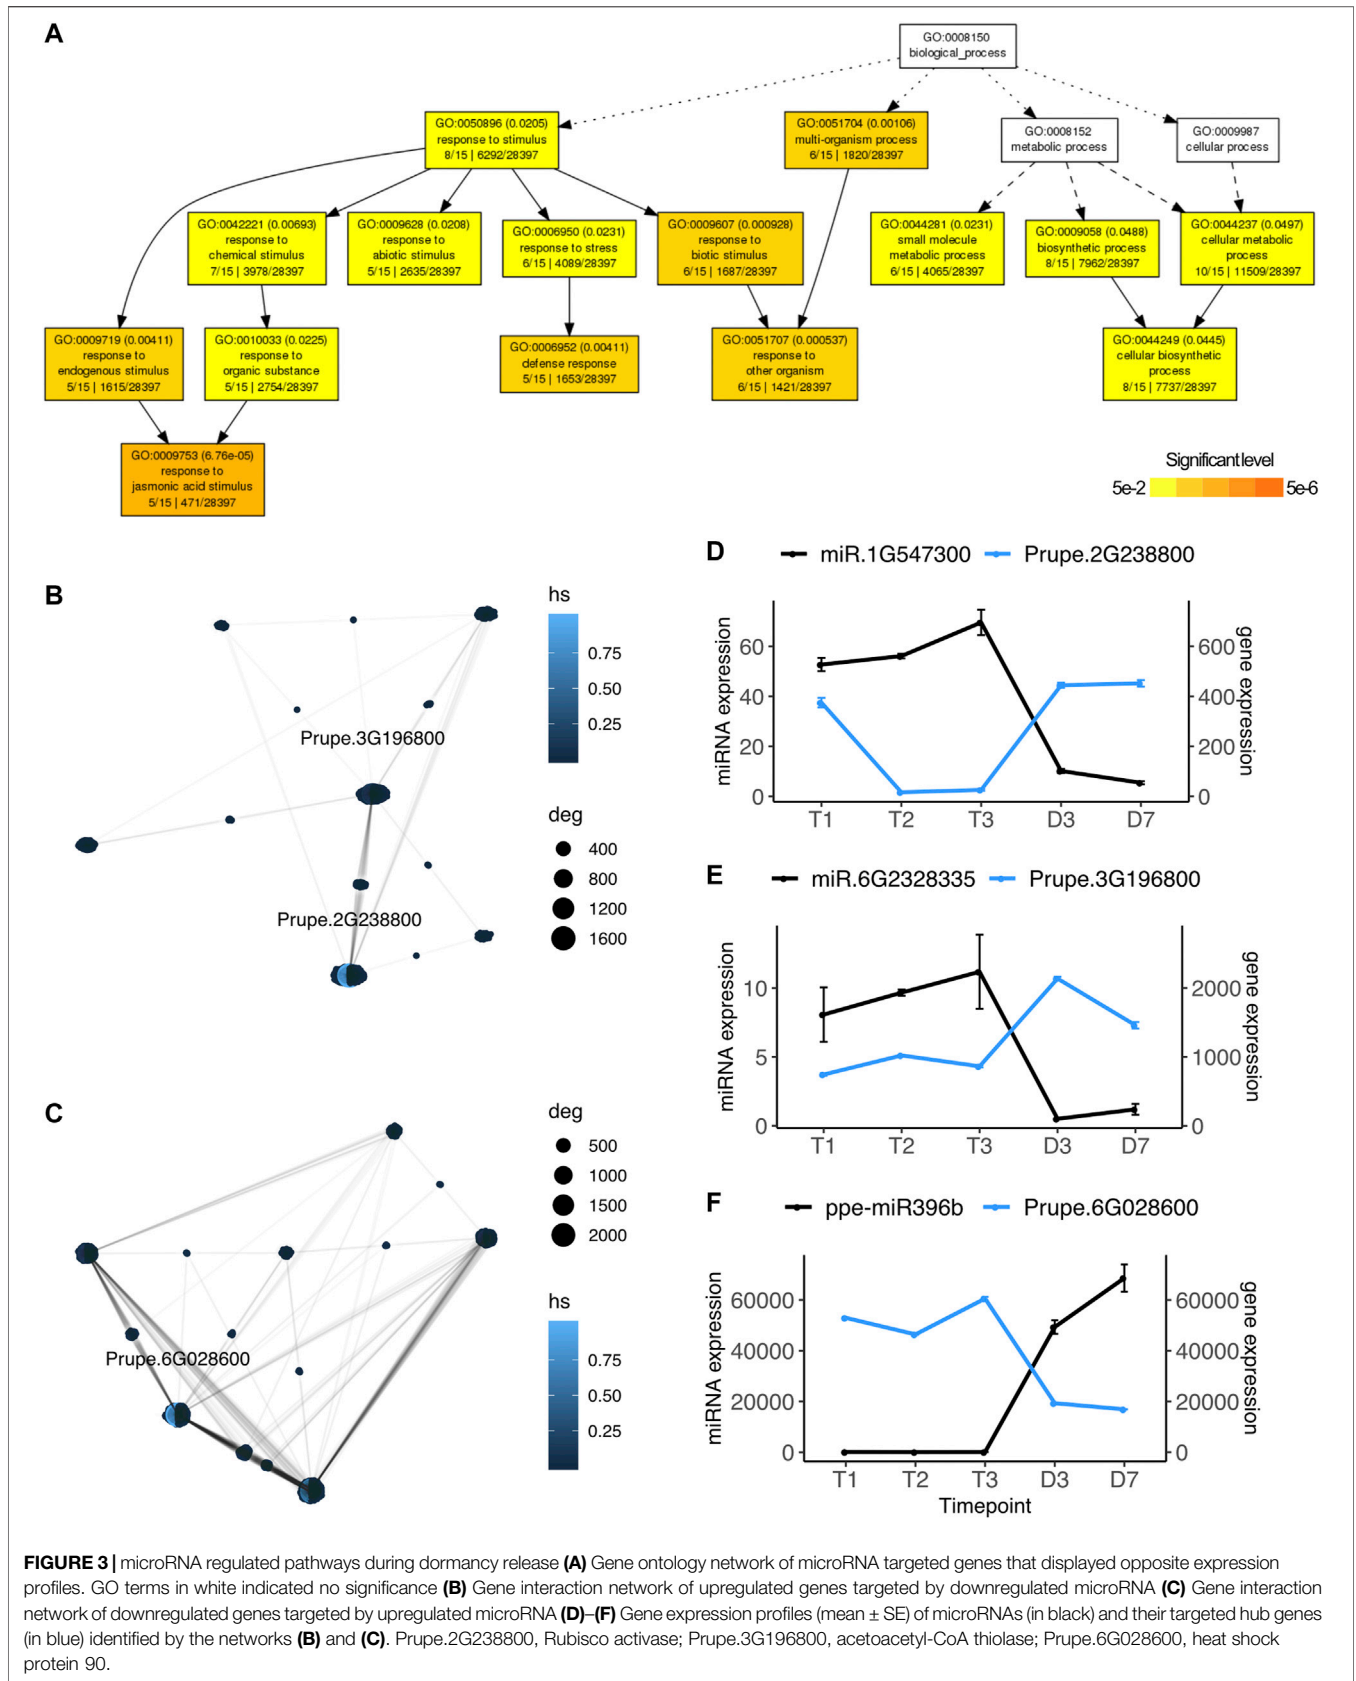 A
GO:0008150
biological_process
GO:0050896 (0.0205)
response to stimulus
8/15 | 6292/28397
GO:0051704 (0.00106)
multi-organism process
6/15 | 1820/28397
GO:0008152
metabolic process
GO:0009987
cellular process
GO:0042221 (0.00693)
response to
chemical stimulus
7/15 | 3978/28397
GO:0009628 (0.0208)
response to
abiotic stimulus
5/15 | 2635/28397
GO:0006950 (0.0231)
response to stress
6/15 | 4089/28397
GO:0009607 (0.000928)
response to
biotic stimulus
6/15 | 1687/28397
GO:0044281 (0.0231)
small molecule
metabolic process
6/15 | 4065/28397
GO:0009058 (0.0488)
biosynthetic process
8/15 | 7962/28397
GO:0044237 (0.0497)
cellular metabolic
process
10/15 | 11509/28397
GO:0009719 (0.00411)
response to
endogenous stimulus
5/15 | 1615/28397
GO:0010033 (0.0225)
response to
organic substance
5/15 | 2754/28397
GO:0006952 (0.00411)
defense response
5/15 | 1653/28397
GO:0051707 (0.000537)
response to
other organism
6/15 | 1421/28397
GO:0044249 (0.0445)
cellular biosynthetic
process
8/15 | 7737/28397
GO:0009753 (6.76e-05)
response to
jasmonic acid stimulus
5/15 | 471/28397
Significant level
5e-2 5e-6
B
Prupe.3G196800
Prupe.2G238800
hs
0.75
0.50
0.25
deg
400
800
1200
1600
C
Prupe.6G028600
deg
500
1000
1500
2000
hs
0.75
0.50
0.25
D
miR.1G547300 Prupe.2G238800
miRNA expression
60
40
20
0
gene expression
600
400
200
0
T1 T2 T3 D3 D7
E
miR.6G2328335 Prupe.3G196800
miRNA expression
10
5
0
gene expression
2000
1000
0
T1 T2 T3 D3 D7
F
ppe-miR396b Prupe.6G028600
miRNA expression
60000
40000
20000
0
gene expression
60000
40000
20000
0
T1 T2 T3 D3 D7
Timepoint
FIGURE 3 | microRNA regulated pathways during dormancy release (A) Gene ontology network of microRNA targeted genes that displayed opposite expression
profiles. GO terms in white indicated no significance (B) Gene interaction network of upregulated genes targeted by downregulated microRNA (C) Gene interaction
network of downregulated genes targeted by upregulated microRNA (D)–(F) Gene expression profiles (mean ± SE) of microRNAs (in black) and their targeted hub genes
(in blue) identified by the networks (B) and (C). Prupe.2G238800, Rubisco activase; Prupe.3G196800, acetoacetyl-CoA thiolase; Prupe.6G028600, heat shock
protein 90.